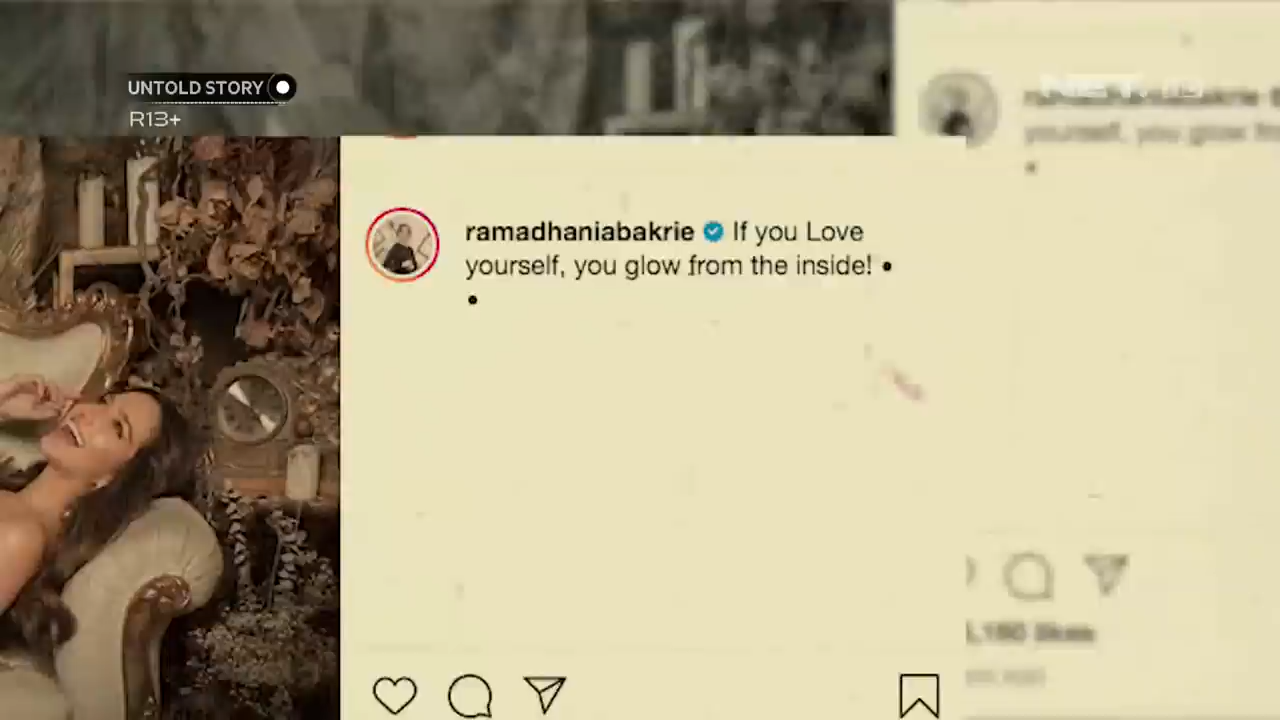 UNTOLD STORY
R13+
ramadhaniabakrie If you Love
yourself, you glow from the inside! •
•